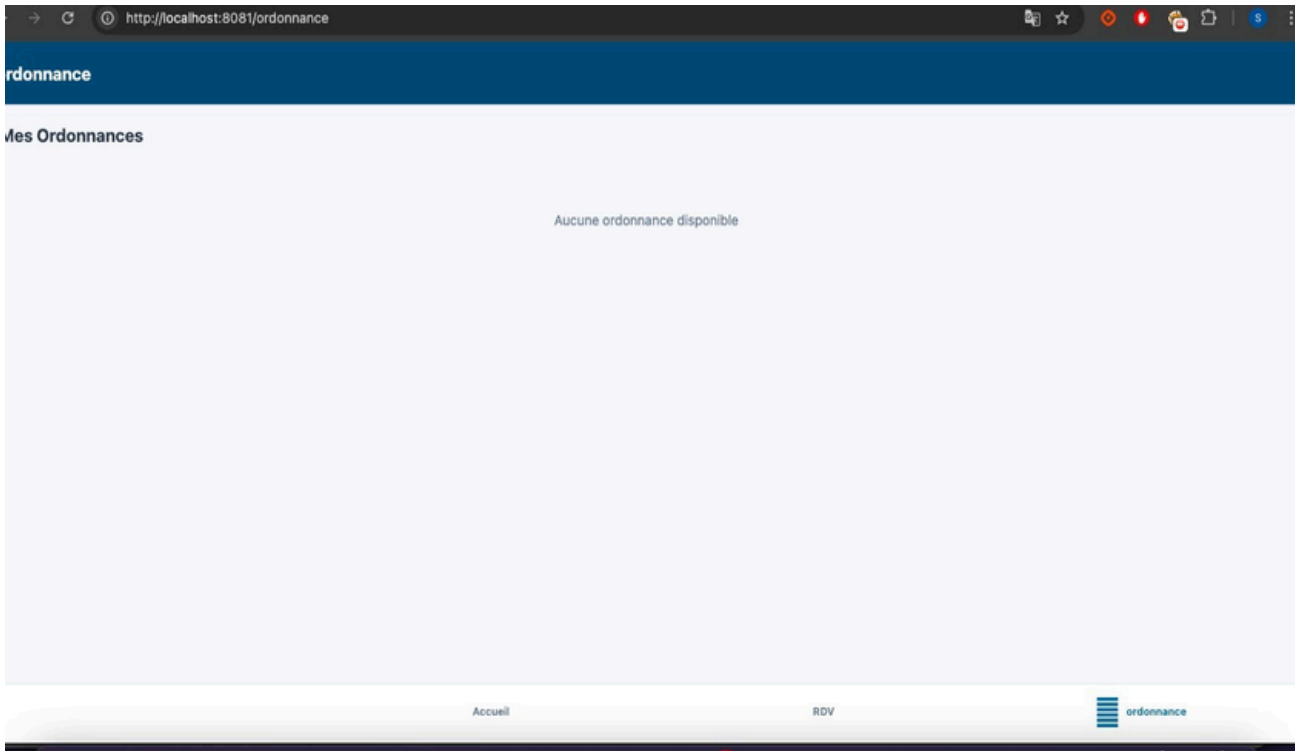 http://localhost:8081/ordonnance
S
rdonnance
Mes Ordonnances
Aucune ordonnance disponible
Accueil RDV ordonnance